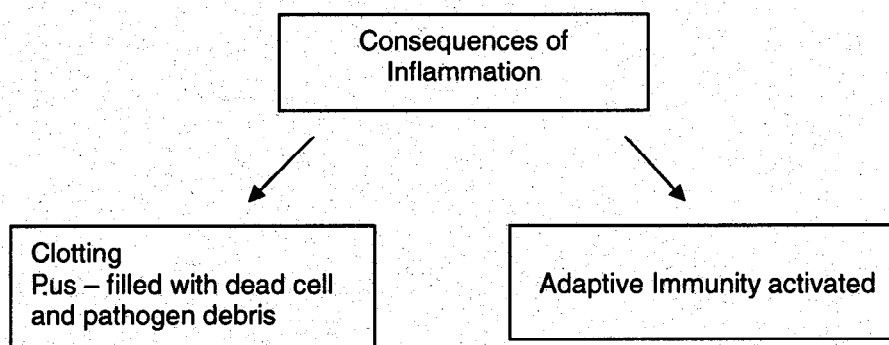 Consequences of
Inflammation
Clotting
Pus – filled with dead cell
and pathogen debris
Adaptive Immunity activated